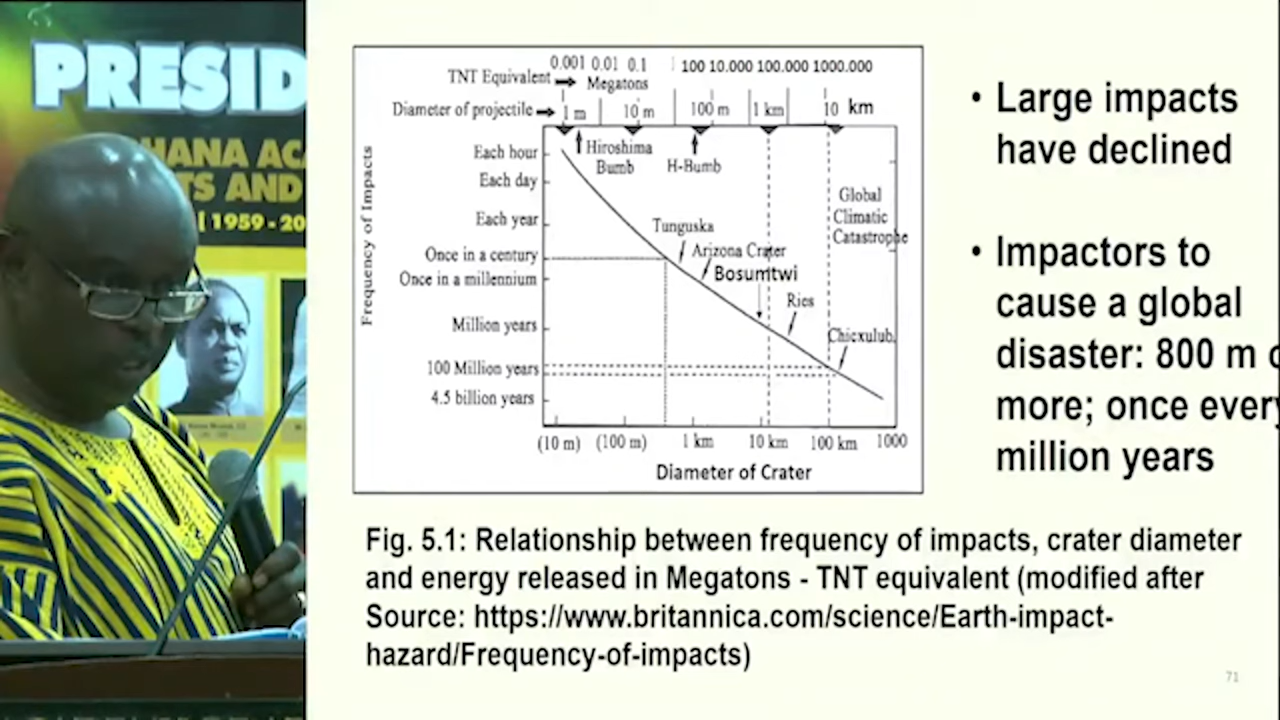 PRESID
HANA AC
TS AND
[ 1959 - 20
TNT Equivalent
0.001 0.01 0.1 100 10.000 100.000 1000.000
Megatons
Diameter of projectile
1 m 10 m 100 m 1 km 10 km
Frequency of Impacts
Each hour
Each day
Each year
Once in a century
Once in a millennium
Million years
100 Million years
4.5 billion years
Hiroshima
Bumb
H-Bumb
Tunguska
Arizona Crater
Bosumtwi
Ries
Chicxulub
Global
Climatic
Catastrophe
(10 m) (100 m) 1 km 10 km 100 km 1000
Diameter of Crater
• Large impacts
have declined
• Impactors to
cause a global
disaster: 800 m o
more; once every
million years
Fig. 5.1: Relationship between frequency of impacts, crater diameter
and energy released in Megatons - TNT equivalent (modified after
Source: https://www.britannica.com/science/Earth-impact-
hazard/Frequency-of-impacts)
71